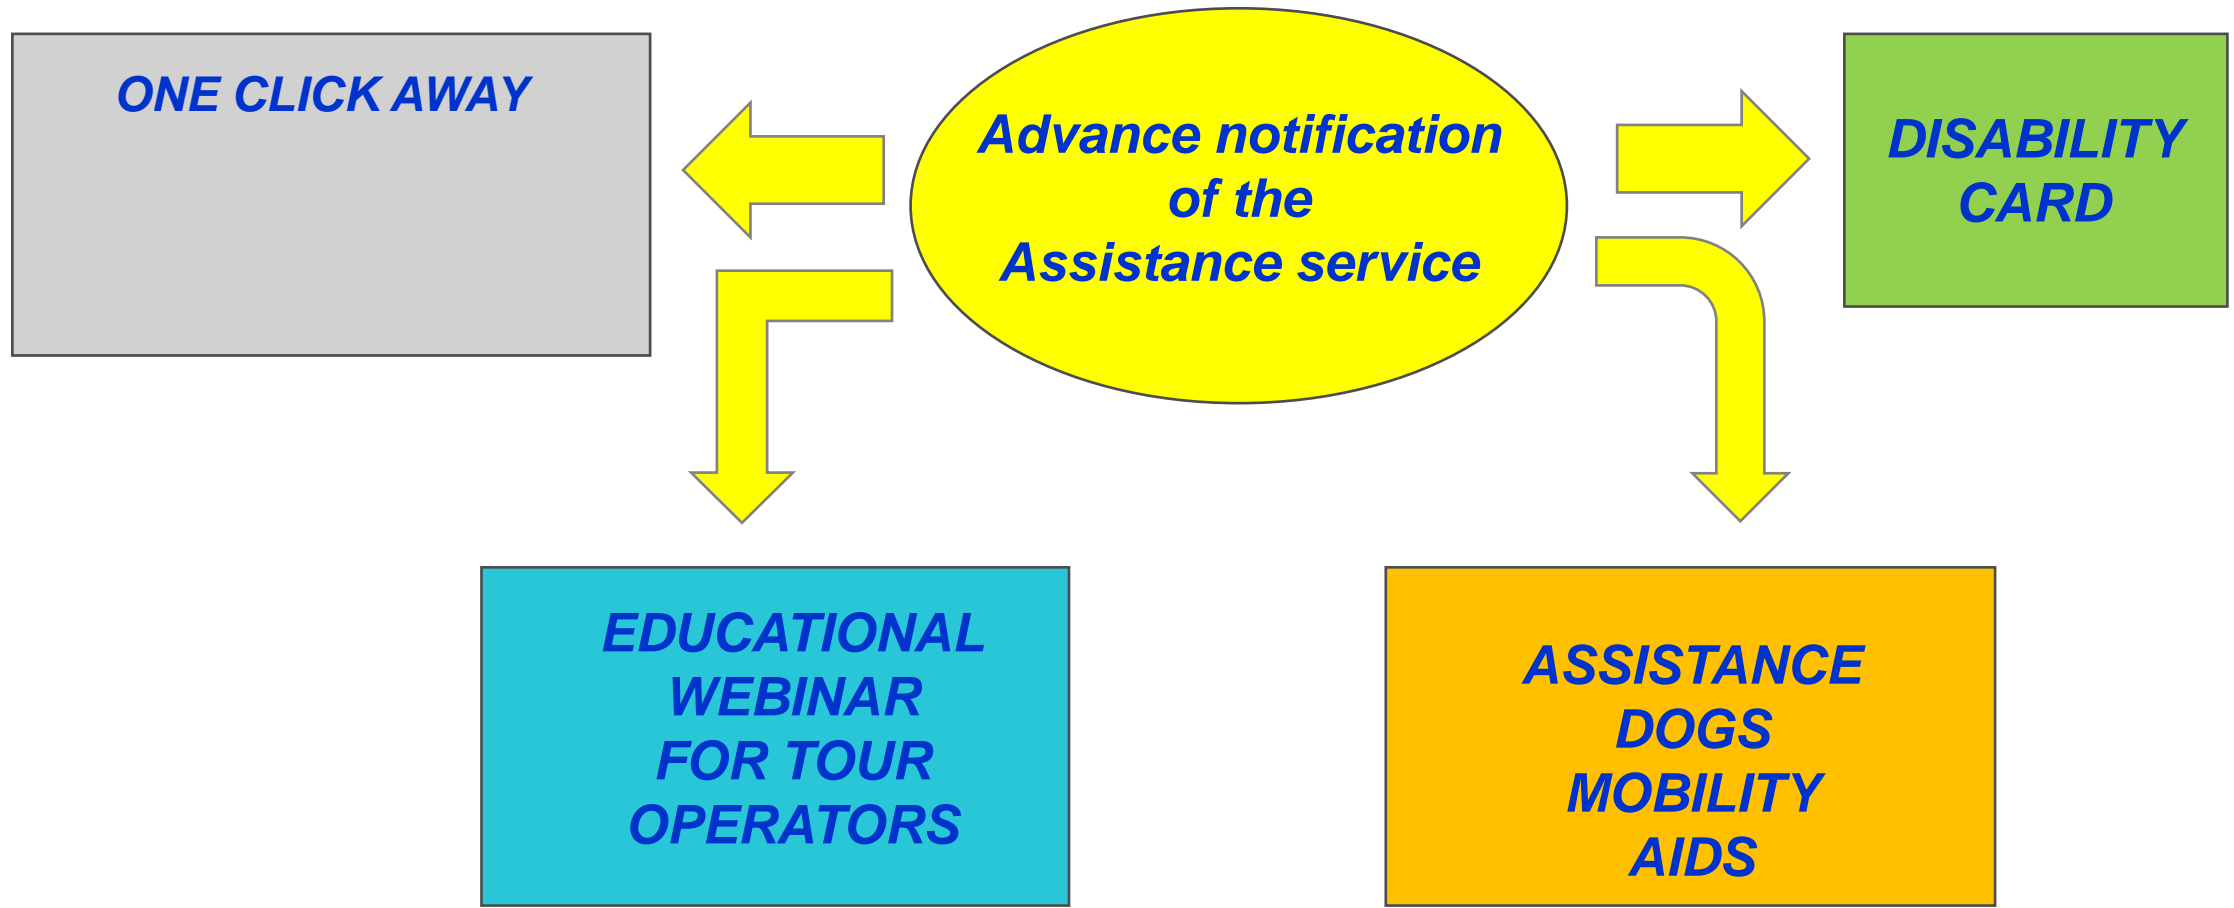 ONE CLICK AWAY
Advance notification
of the
Assistance service
DISABILITY
CARD
EDUCATIONAL
WEBINAR
FOR TOUR
OPERATORS
ASSISTANCE
DOGS
MOBILITY
AIDS